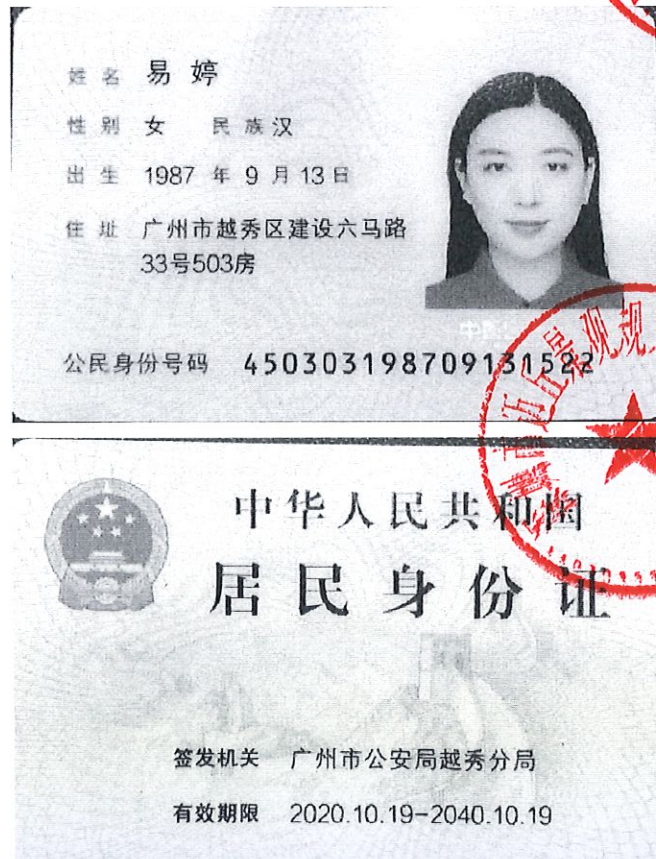 姓名 易婷
性别 女 民族 汉
出生 1987 年 9 月 13 日
住址 广州市越秀区建设六马路
33号503房
公民身份号码 450303198709131522
景观规
中华人民共和国
居民身份证
签发机关 广州市公安局越秀分局
有效期限 2020.10.19-2040.10.19